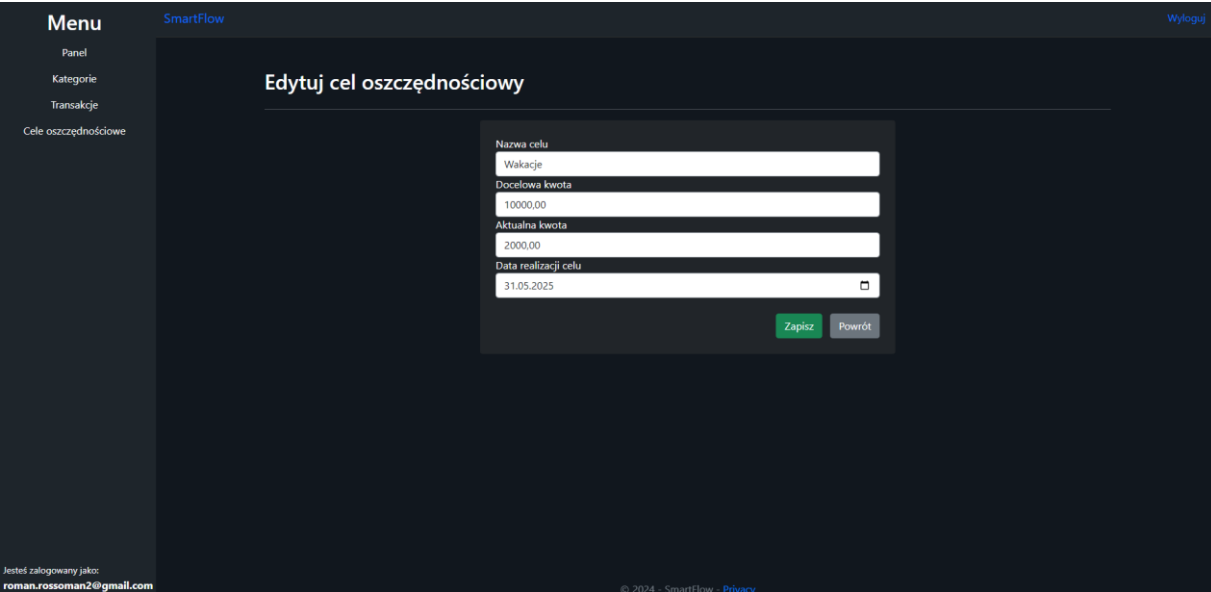 Menu
Panel
Kategorie
Transakcje
Cele oszczędnościowe
SmartFlow
Wyloguj
Edytuj cel oszczędnościowy
Nazwa celu
Wakacje
Docelowa kwota
10000,00
Aktualna kwota
2000,00
Data realizacji celu
31.05.2025
Zapisz Powrót
Jesteś zalogowany jako:
roman.rossoman2@gmail.com
© 2024 - SmartFlow - Privacy